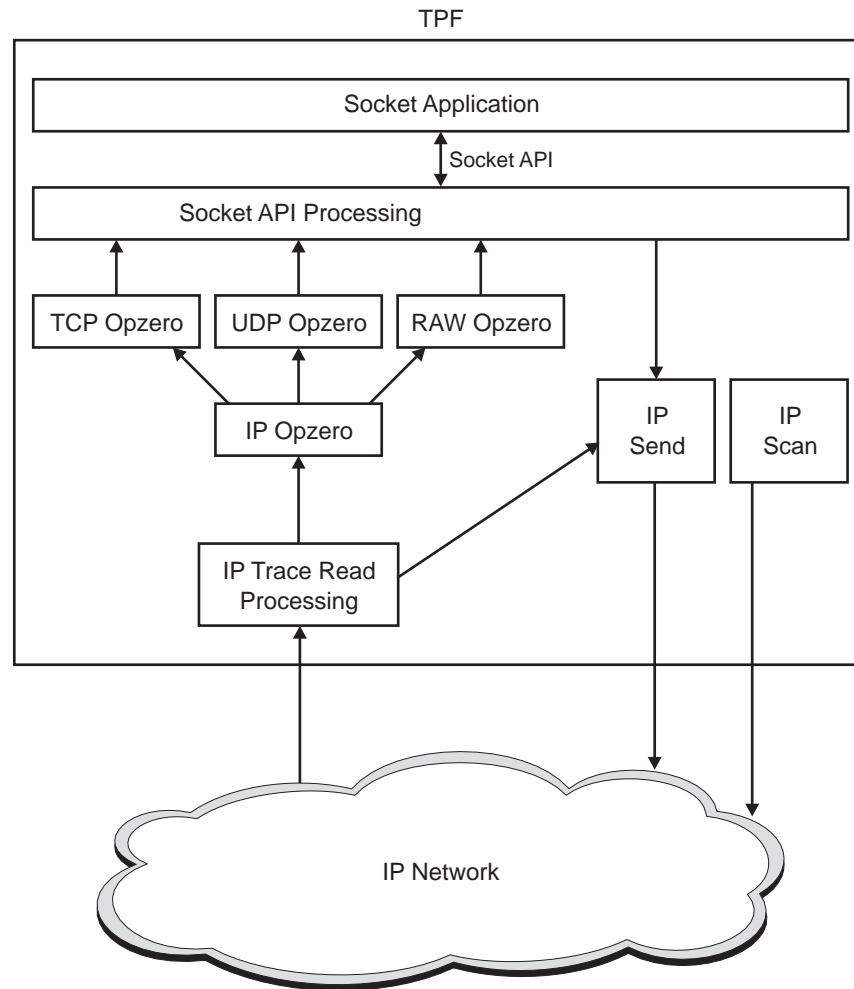 TPF
Socket Application
Socket API
Socket API Processing
TCP Opzero
UDP Opzero
RAW Opzero
IP Opzero
IP
Send
IP
Scan
IP Trace Read
Processing
IP Network